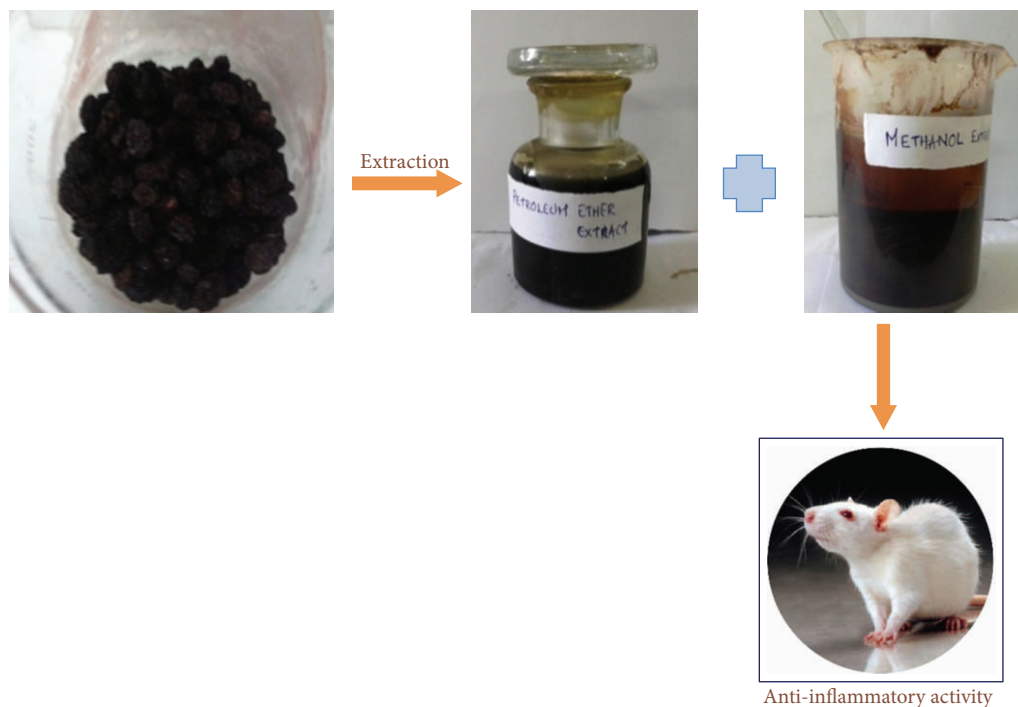 Extraction
PETROLEUM ETHER
EXTRACT
METHANOL
Anti-inflammatory activity